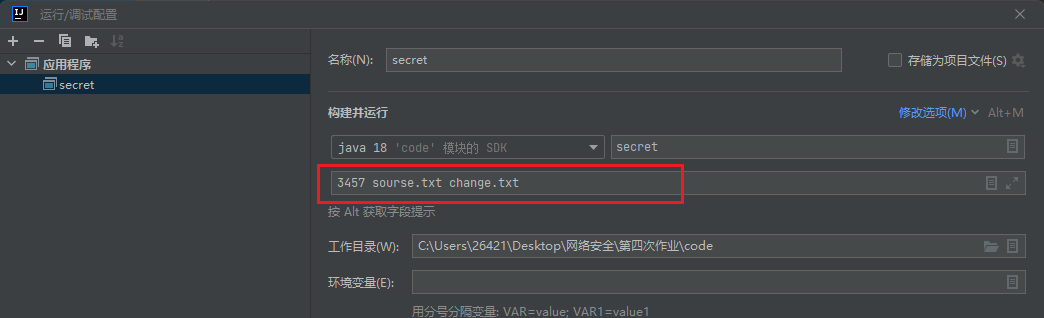 IJ 运行/调试配置
应用程序
secret
名称(N): secret 存储为项目文件(S)
构建并运行 修改选项(M) Alt+M
java 18 'code' 模块的 SDK secret
3457 sourse.txt change.txt
按 Alt 获取字段提示
工作目录(W): C:\Users\26421\Desktop\网络安全\第四次作业\code
环境变量(E):
用分号分隔变量: VAR=value; VAR1=value1